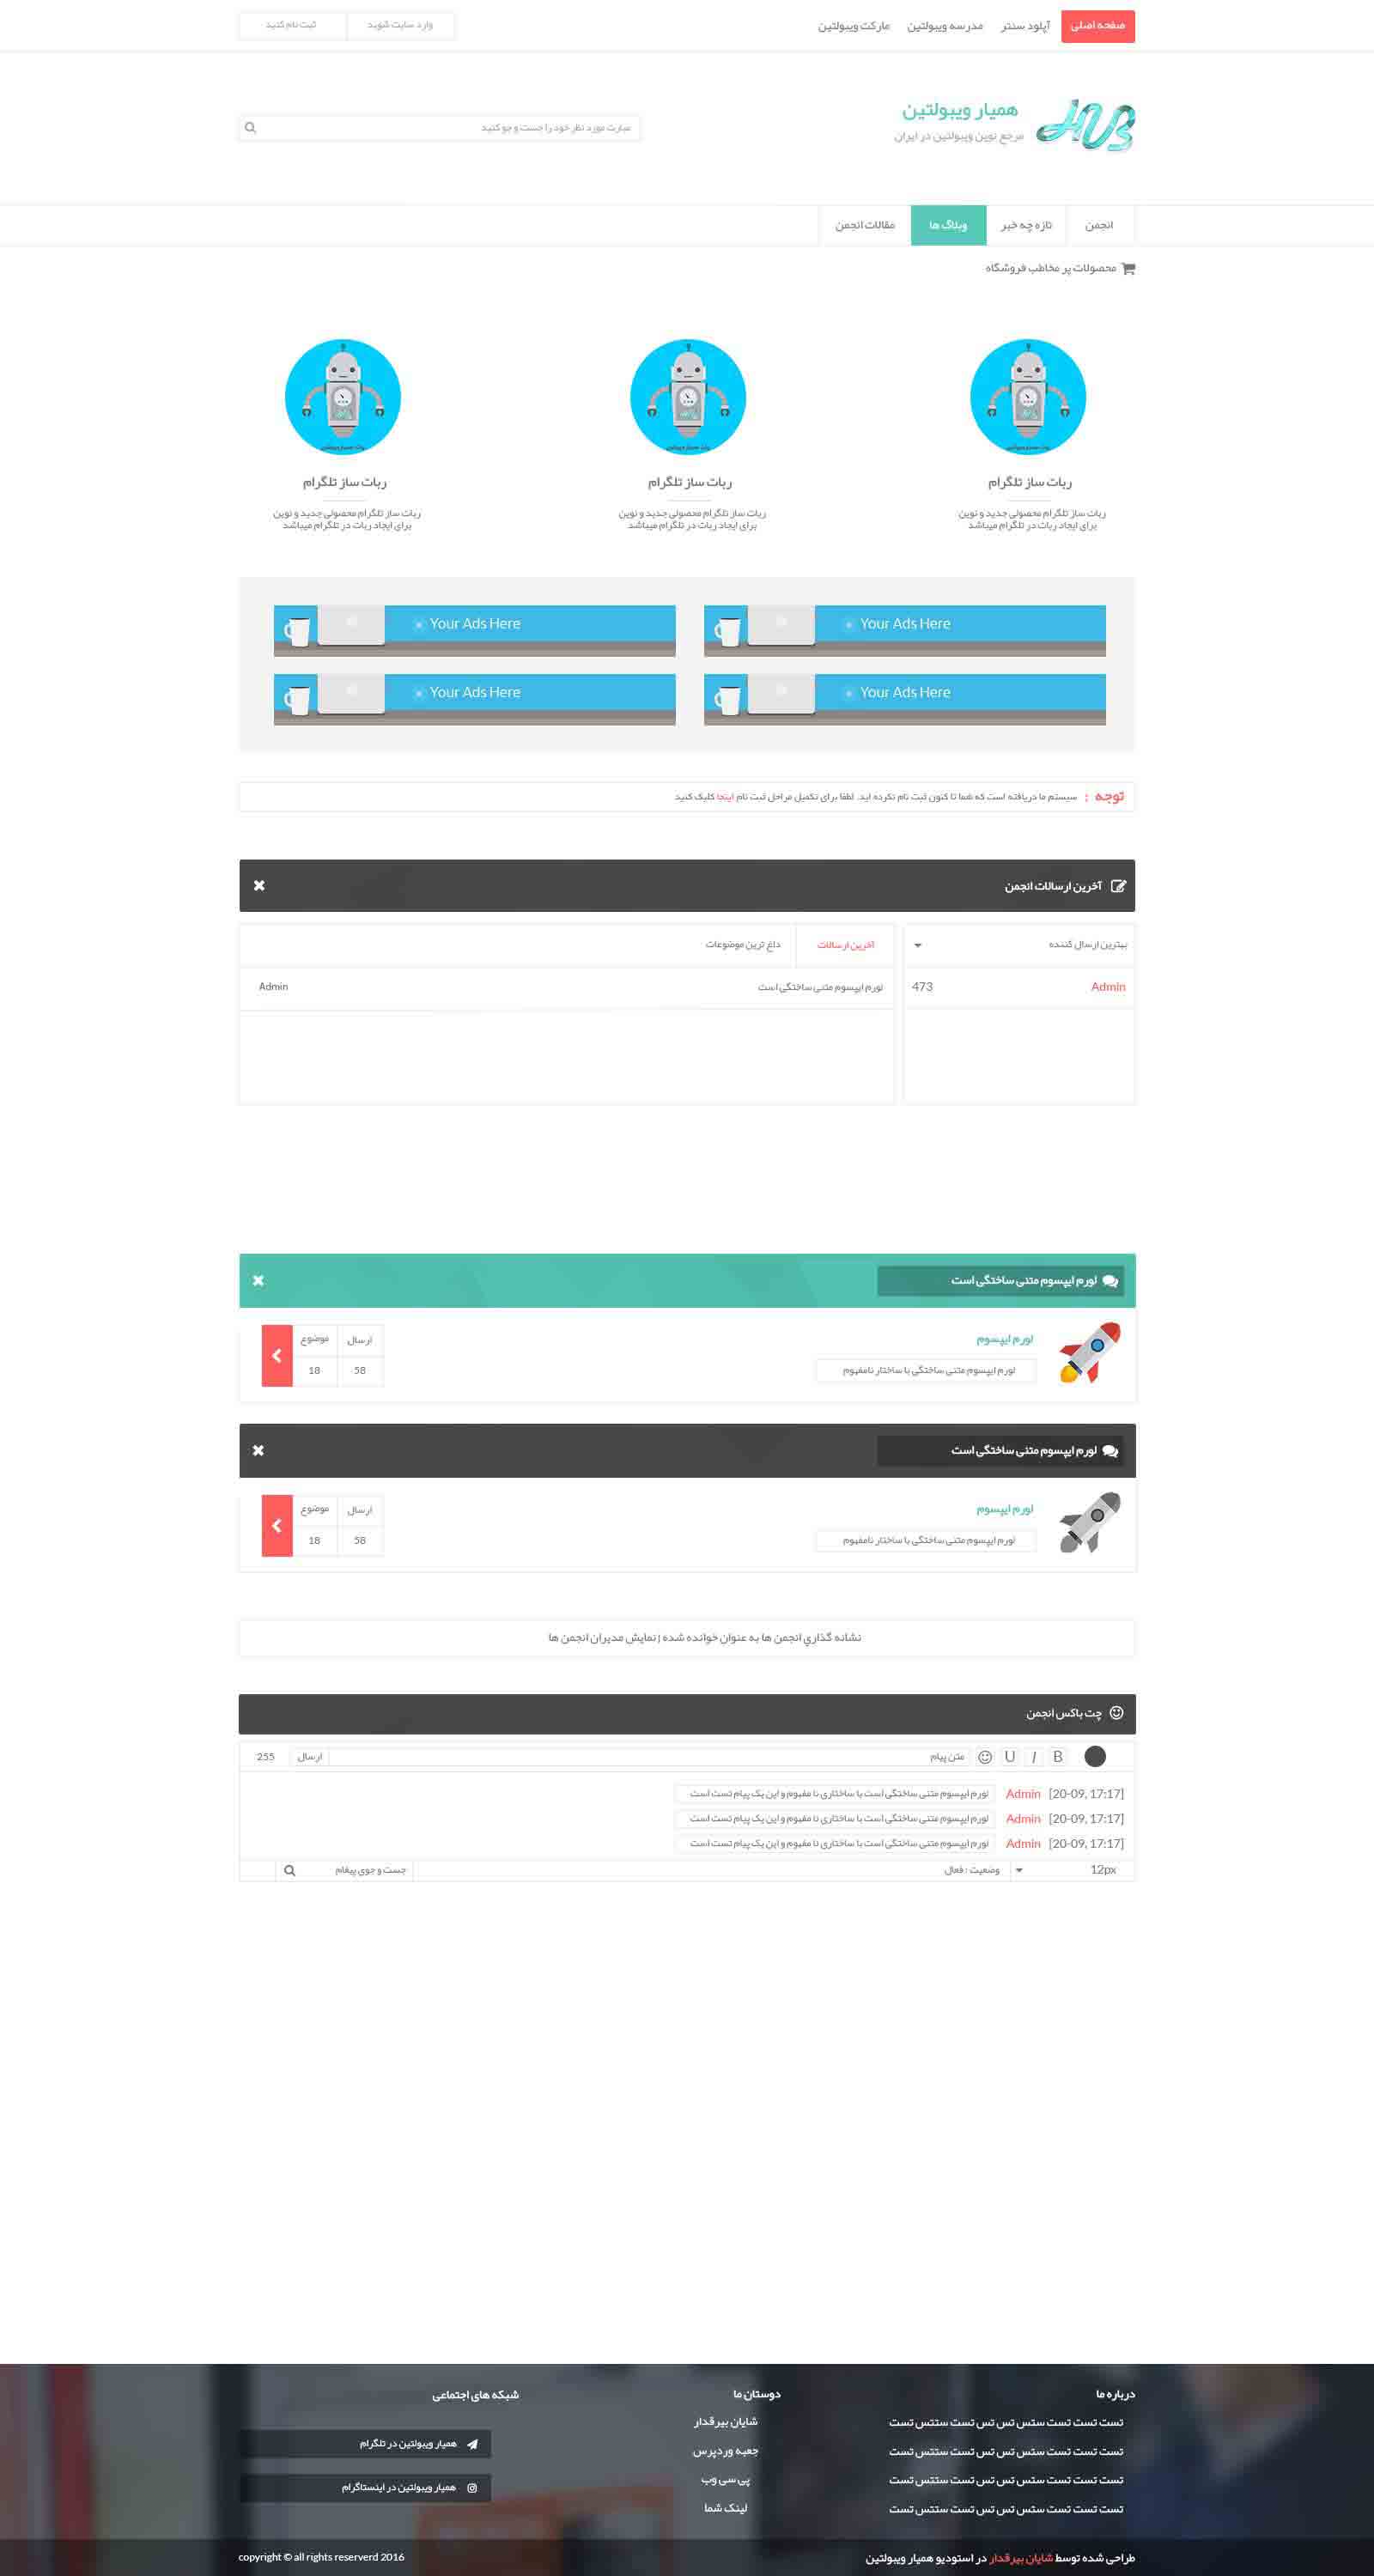 صفحه اصلی
آپلود سنتر
مدرسه ویبولتین
مارکت ویبولتین
وارد سایت شوید
ثبت نام کنید
همیار ویبولتین
مرجع نوین ویبولتین در ایران
عبارت مورد نظر خود را جست و جو کنید
انجمن
تازه چه خبر
وبلاگ ها
مقالات انجمن
محصولات پر مخاطب فروشگاه
ربات ساز تلگرام
ربات ساز تلگرام محصولی جدید و نوین
برای ایجاد ربات در تلگرام میباشد
ربات ساز تلگرام
ربات ساز تلگرام محصولی جدید و نوین
برای ایجاد ربات در تلگرام میباشد
ربات ساز تلگرام
ربات ساز تلگرام محصولی جدید و نوین
برای ایجاد ربات در تلگرام میباشد
Your Ads Here
Your Ads Here
Your Ads Here
Your Ads Here
توجه : سیستم ما دریافته است که شما تا کنون ثبت نام نکرده اید. لطفا برای تکمیل مراحل ثبت نام اینجا کلیک کنید
آخرین ارسالات انجمن
بهترین ارسال کننده
Admin 473
آخرین ارسالات
داغ ترین موضوعات
لورم ایپسوم متنی ساختگی است
Admin
لورم ایپسوم متنی ساختگی است
لورم ایپسوم
لورم ایپسوم متنی ساختگی با ساختار نامفهوم
ارسال موضوع
58 18
لورم ایپسوم متنی ساختگی است
لورم ایپسوم
لورم ایپسوم متنی ساختگی با ساختار نامفهوم
ارسال موضوع
58 18
نشانه گذاري انجمن ها به عنوان خوانده شده | نمایش مدیران انجمن ها
چت باکس انجمن
B I U
متن پیام
ارسال
255
[20-09, 17:17] Admin لورم ایپسوم متنی ساختگی است با ساختاری نا مفهوم و این یک پیام تست است
[20-09, 17:17] Admin لورم ایپسوم متنی ساختگی است با ساختاری نا مفهوم و این یک پیام تست است
[20-09, 17:17] Admin لورم ایپسوم متنی ساختگی است با ساختاری نا مفهوم و این یک پیام تست است
12px
وضعیت : فعال
جست و جوی پیغام
درباره ما
تست تست تست ستس تس تس تست ستتس تست
تست تست تست ستس تس تس تست ستتس تست
تست تست تست ستس تس تس تست ستتس تست
تست تست تست ستس تس تس تست ستتس تست
دوستان ما
شایان بیرقدار
جعبه وردپرس
پی سی وب
لینک شما
شبکه های اجتماعی
همیار ویبولتین در تلگرام
همیار ویبولتین در اینستاگرام
طراحی شده توسط شایان بیرقدار در استودیو همیار ویبولتین
copyright © all rights reserverd 2016